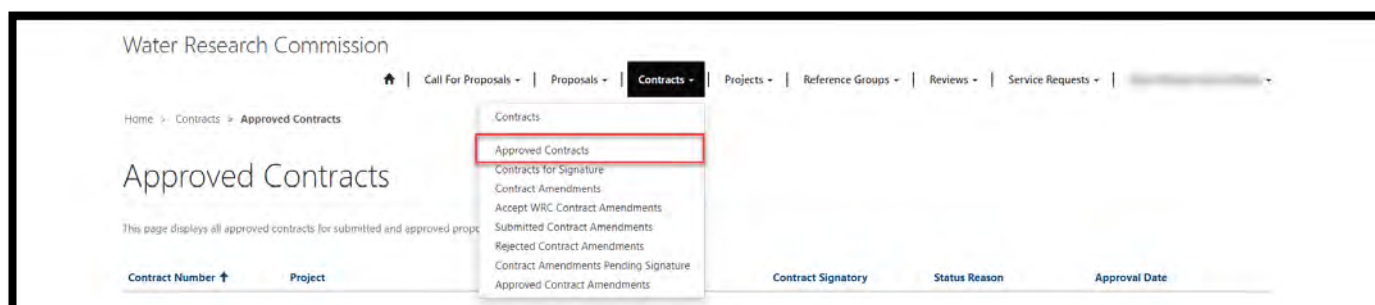 Water Research Commission
Call For Proposals | Proposals | Contracts | Projects | Reference Groups | Reviews | Service Requests |
Home > Contracts > Approved Contracts
Contracts
Approved Contracts
Contracts for Signature
Contract Amendments
Accept WRC Contract Amendments
Submitted Contract Amendments
Rejected Contract Amendments
Contract Amendments Pending Signature
Approved Contract Amendments
Approved Contracts
This page displays all approved contracts for submitted and approved
Contract Number Project Contract Signatory Status Reason Approval Date